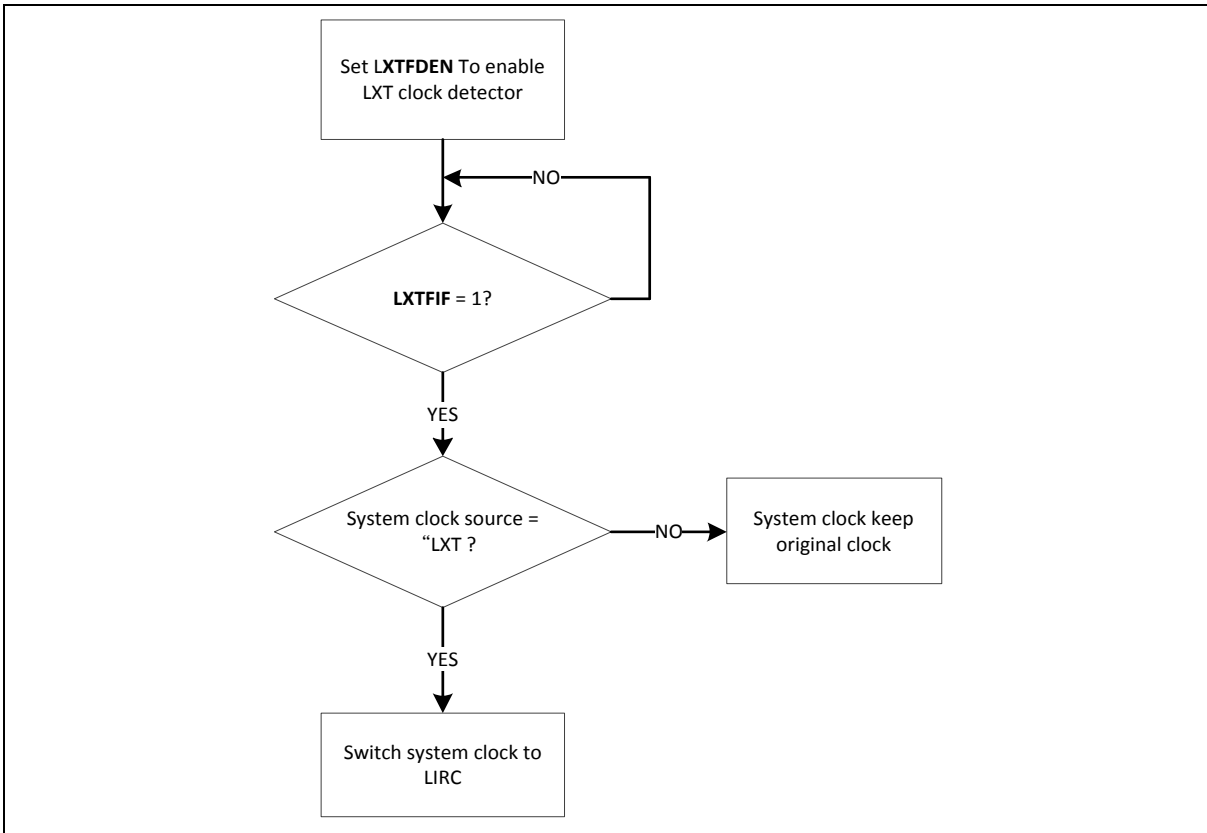 Set LXTFDEN To enable
LXT clock detector
NO
LXTFIF = 1?
YES
System clock source =
“LXT ?
NO
System clock keep
original clock
YES
Switch system clock to
LIRC